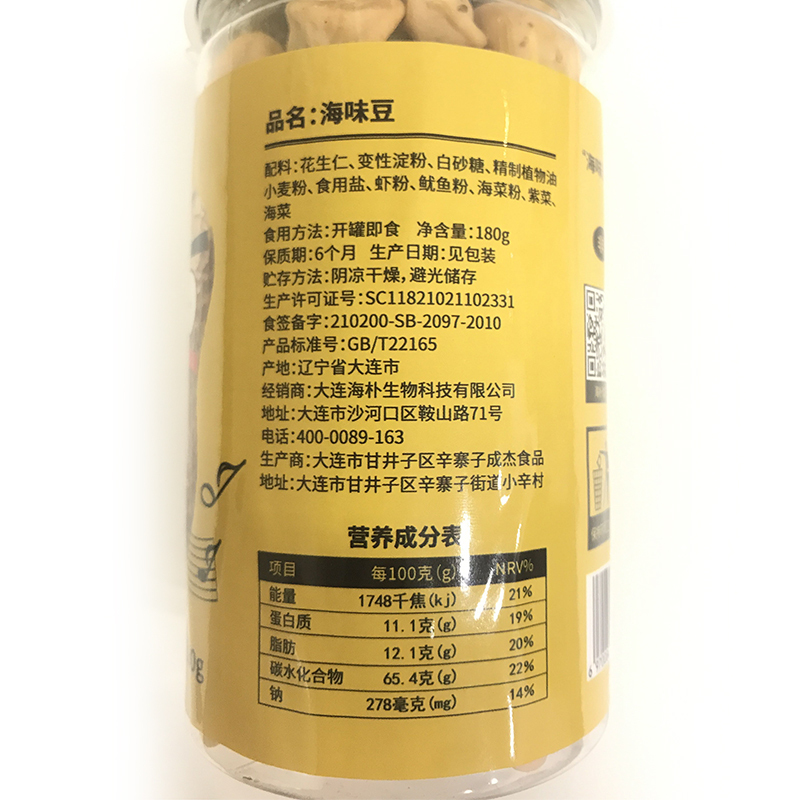 品名：海味豆
配料：花生仁、变性淀粉、白砂糖、精制植物油
小麦粉、食用盐、虾粉、鱿鱼粉、海菜粉、紫菜、
海菜
食用方法：开罐即食 净含量：180g
保质期：6个月 生产日期：见包装
贮存方法：阴凉干燥，避光储存
生产许可证号：SC11821021102331
食签备字：210200-SB-2097-2010
产品标准号：GB/T22165
产地：辽宁省大连市
经销商：大连海朴生物科技有限公司
地址：大连市沙河口区鞍山路71号
电话：400-0089-163
生产商：大连市甘井子区辛寨子成杰食品
地址：大连市甘井子区辛寨子街道小辛村
营养成分表
项目 每100克(g) NRV%
能量 1748千焦(kj) 21%
蛋白质 11.1克(g) 19%
脂肪 12.1克(g) 20%
碳水化合物 65.4克(g) 22%
钠 278毫克(mg) 14%
0g